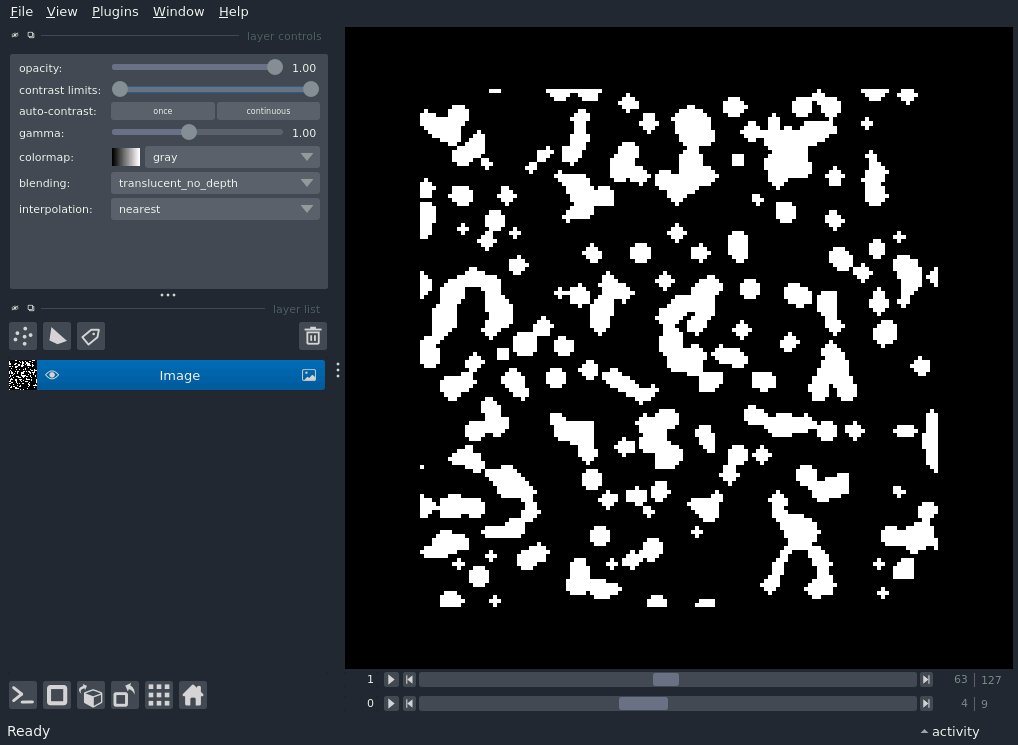 File View Plugins Window Help
layer controls
opacity: 1.00
contrast limits:
auto-contrast: once continuous
gamma: 1.00
colormap: gray
blending: translucent_no_depth
interpolation: nearest
layer list
Image
1 63 127
0 4 9
Ready activity